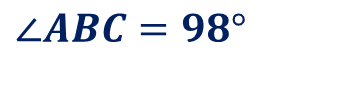 ∠ABC = 98°